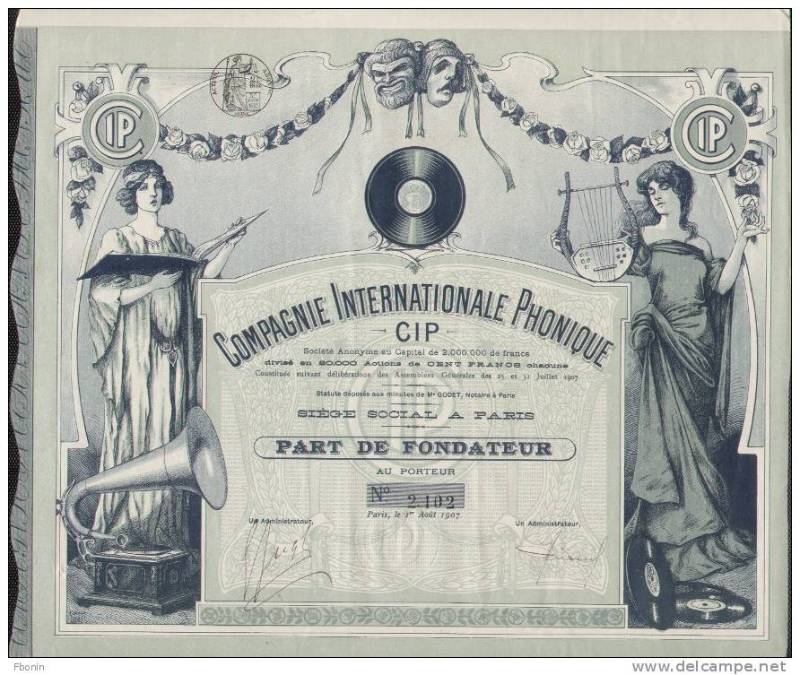 CIP
CIP
COMPAGNIE INTERNATIONALE PHONIQUE
CIP
Société Anonyme au Capital de 2,000,000 de francs
divisé en 20.000 Actions de CENT FRANCS chacune
Constituée suivant délibérations des Assemblées Générales des 25 et 31 Juillet 1907
Statuts déposés aux minutes de Me GODET, Notaire à Paris
SIÈGE SOCIAL A PARIS
PART DE FONDATEUR
AU PORTEUR
No 2.102
Paris, le 1er Août 1907
Un Administrateur,
Un Administrateur,
Fbonin
delcampe.net